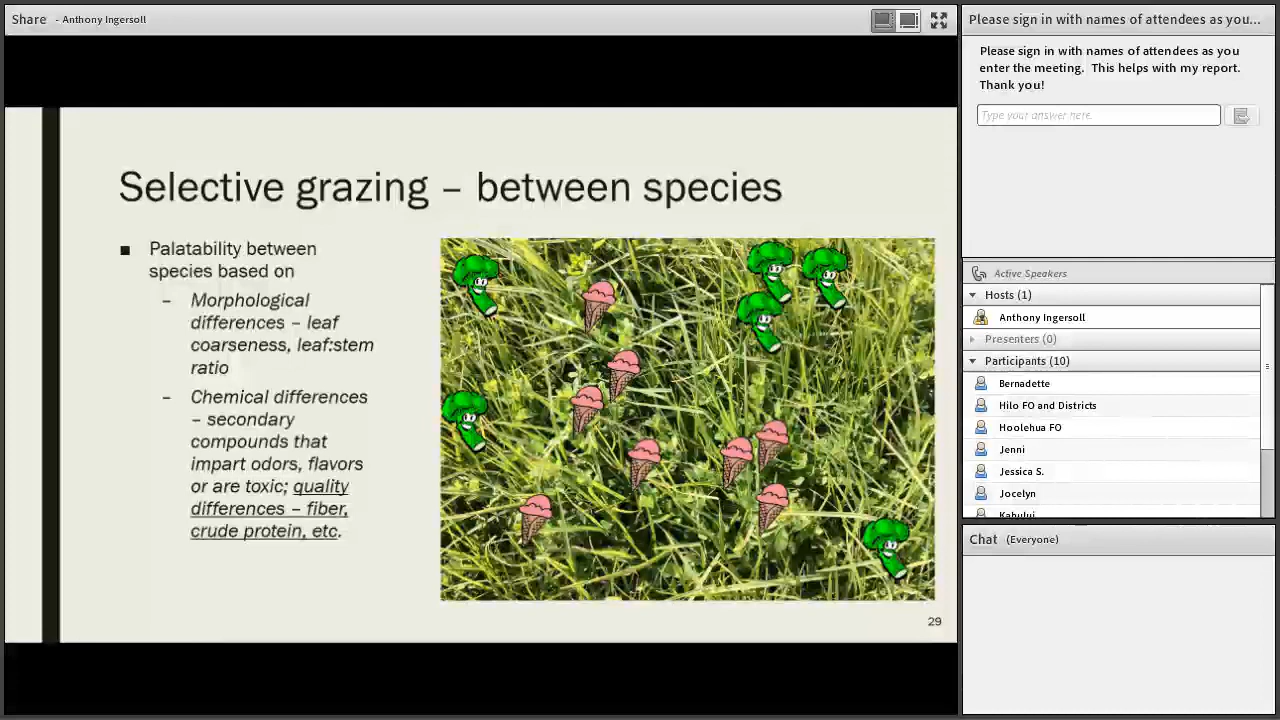 Share - Anthony Ingersoll
Selective grazing – between species
■ Palatability between
species based on
– Morphological
differences – leaf
coarseness, leaf:stem
ratio
– Chemical differences
– secondary
compounds that
impart odors, flavors
or are toxic; quality
differences – fiber,
crude protein, etc.
29
Please sign in with names of attendees as you...
Please sign in with names of attendees as you
enter the meeting. This helps with my report.
Thank you!
Type your answer here.
Active Speakers
Hosts (1)
Anthony Ingersoll
Presenters (0)
Participants (10)
Bernadette
Hilo FO and Districts
Hoolehua FO
Jenni
Jessica S.
Jocelyn
Kahului
Chat (Everyone)